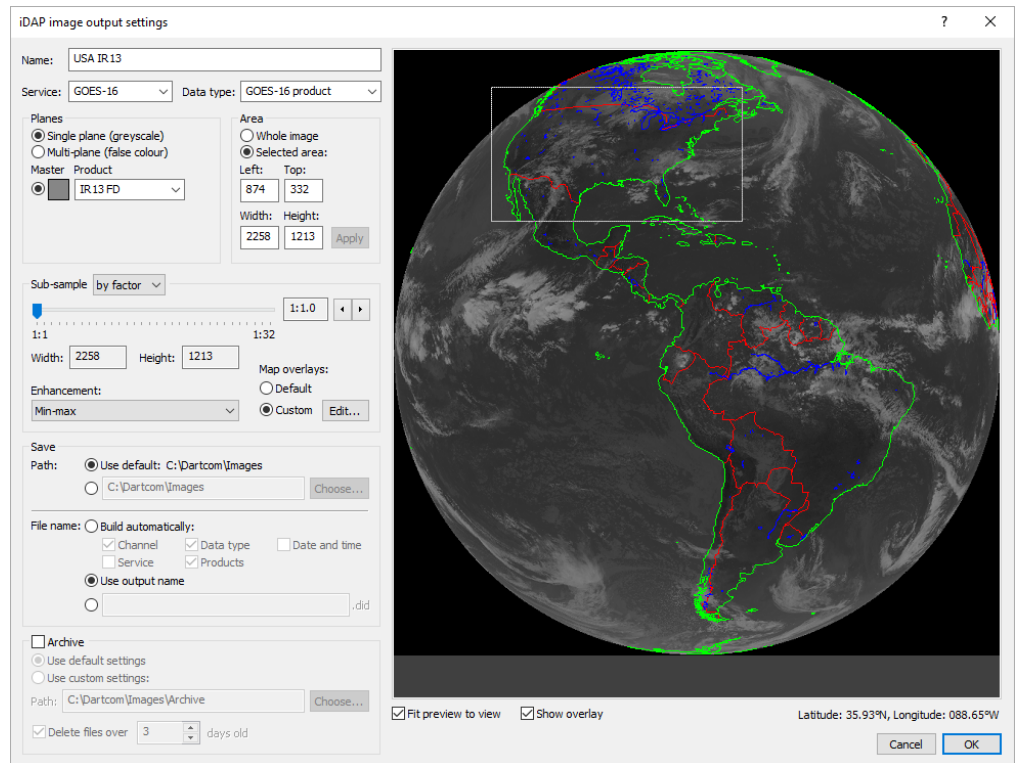 iDAP image output settings
Name: USA IR13
Service: GOES-16 Data type: GOES-16 product
Planes
Single plane (greyscale)
Multi-plane (false colour)
Master Product
IR13 FD
Area
Whole image
Selected area:
Left: Top:
874 332
Width: Height:
2258 1213 Apply
Sub-sample by factor
1:1.0
1:1 1:32
Width: 2258 Height: 1213
Enhancement:
Min-max
Map overlays:
Default
Custom Edit...
Save
Path: Use default: C:\Dartcom\Images
C:\Dartcom\Images Choose...
File name: Build automatically:
Channel Data type Date and time
Service Products
Use output name
.did
Archive
Use default settings
Use custom settings:
Path: C:\Dartcom\Images\Archive Choose...
Delete files over 3 days old
Fit preview to view Show overlay Latitude: 35.93ºN, Longitude: 088.65ºW
Cancel OK